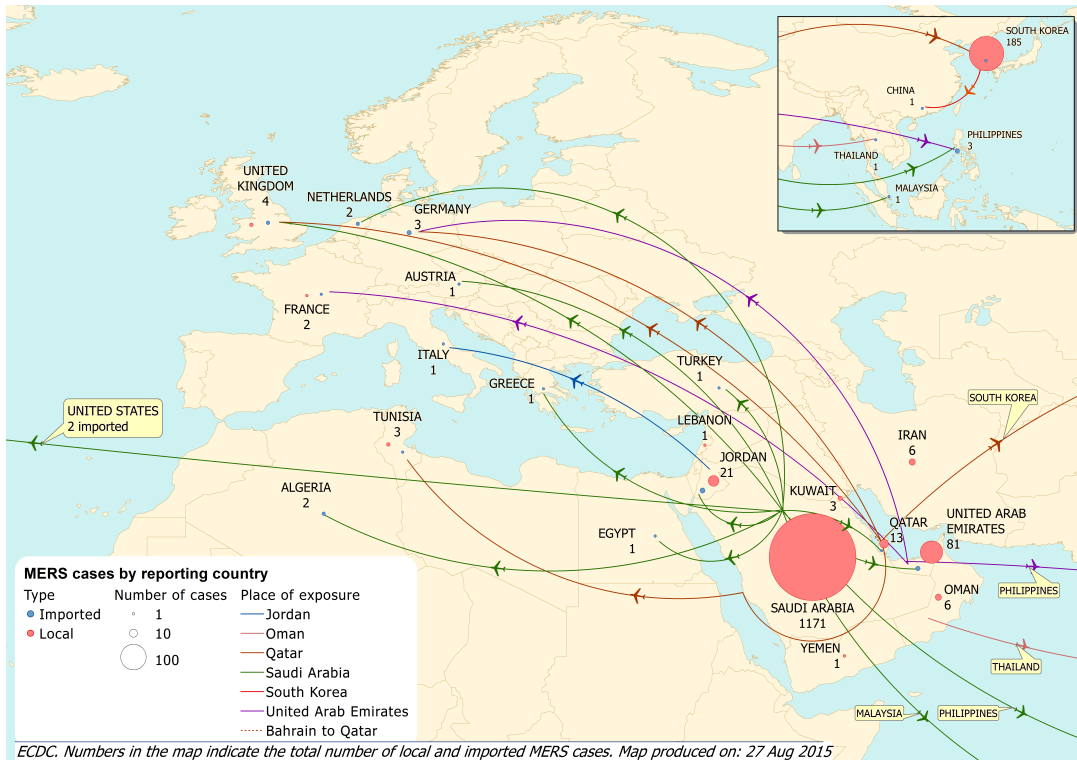 SOUTH KOREA
185
CHINA
1
PHILIPPINES
3
THAILAND
1
MALAYSIA
1
UNITED
KINGDOM
4
NETHERLANDS
2
GERMANY
3
AUSTRIA
1
FRANCE
2
ITALY
1
GREECE
1
TURKEY
1
UNITED STATES
2 imported
TUNISIA
3
LEBANON
1
SOUTH KOREA
JORDAN
21
IRAN
6
ALGERIA
2
KUWAIT
3
EGYPT
1
QATAR
13
UNITED ARAB
EMIRATES
81
PHILIPPINES
OMAN
6
SAUDI ARABIA
1171
YEMEN
1
THAILAND
MALAYSIA
PHILIPPINES
MERS cases by reporting country
Type
Imported
Local
Number of cases
1
10
100
Place of exposure
Jordan
Oman
Qatar
Saudi Arabia
South Korea
United Arab Emirates
Bahrain to Qatar
ECDC. Numbers in the map indicate the total number of local and imported MERS cases. Map produced on: 27 Aug 2015